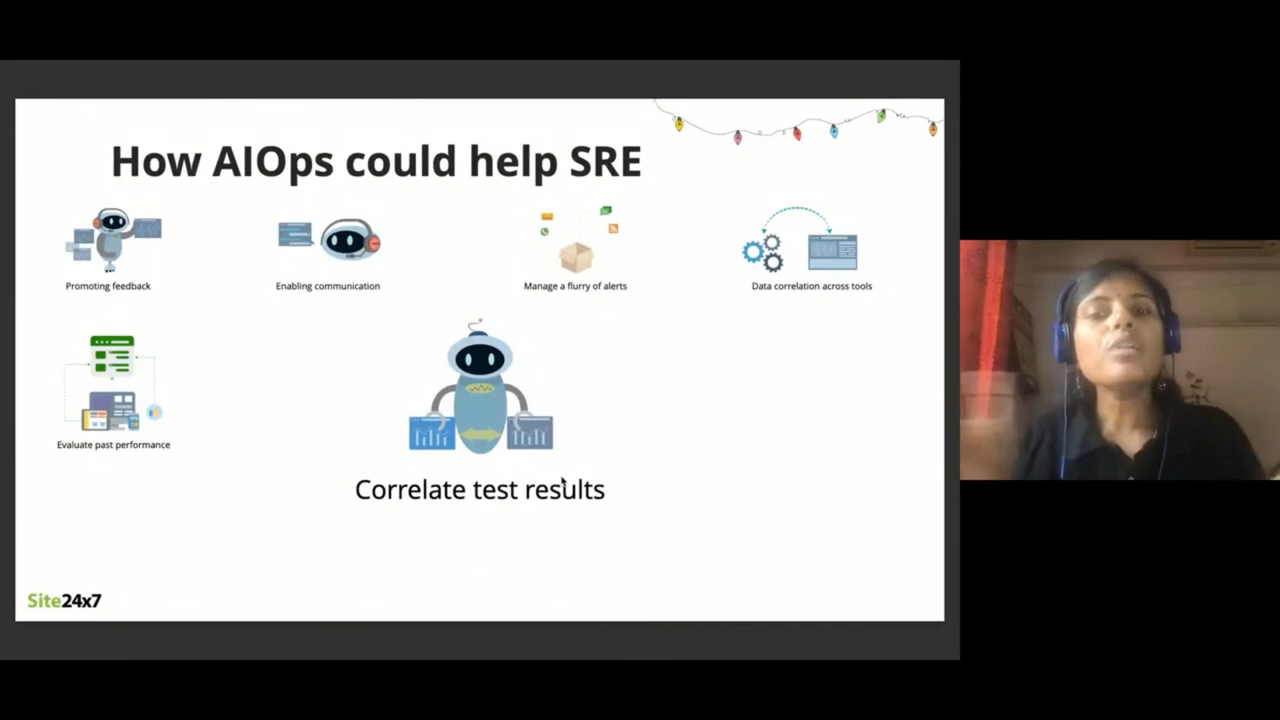 How AIOps could help SRE
Promoting feedback
Enabling communication
Manage a flurry of alerts
Data correlation across tools
Evaluate past performance
Correlate test results
Site24x7